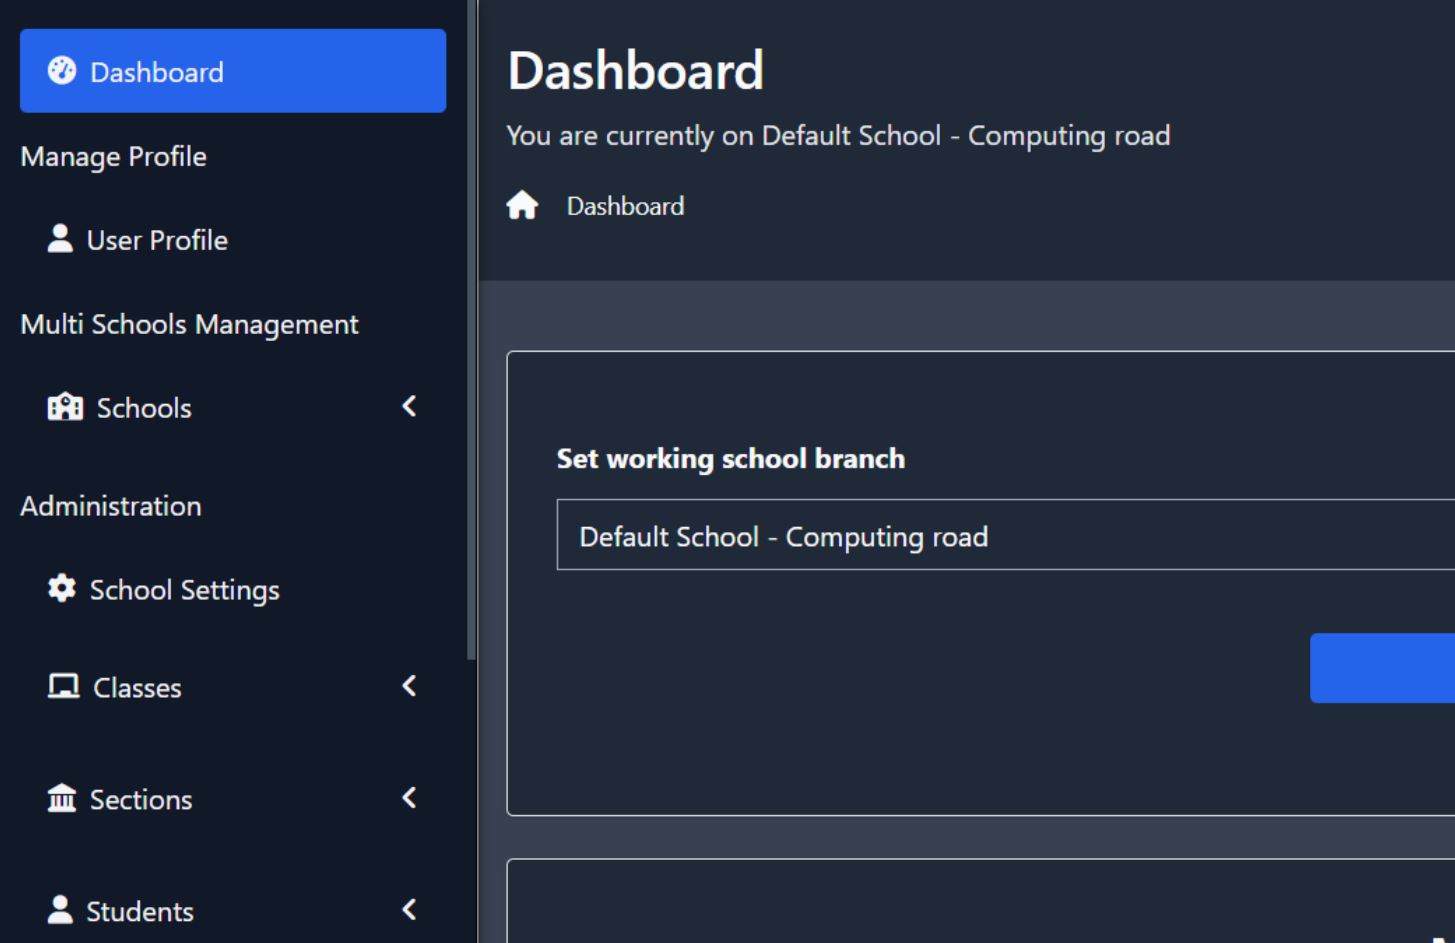 Dashboard
Manage Profile
User Profile
Multi Schools Management
Schools
Administration
School Settings
Classes
Sections
Students
Dashboard
You are currently on Default School - Computing road
Dashboard
Set working school branch
Default School - Computing road